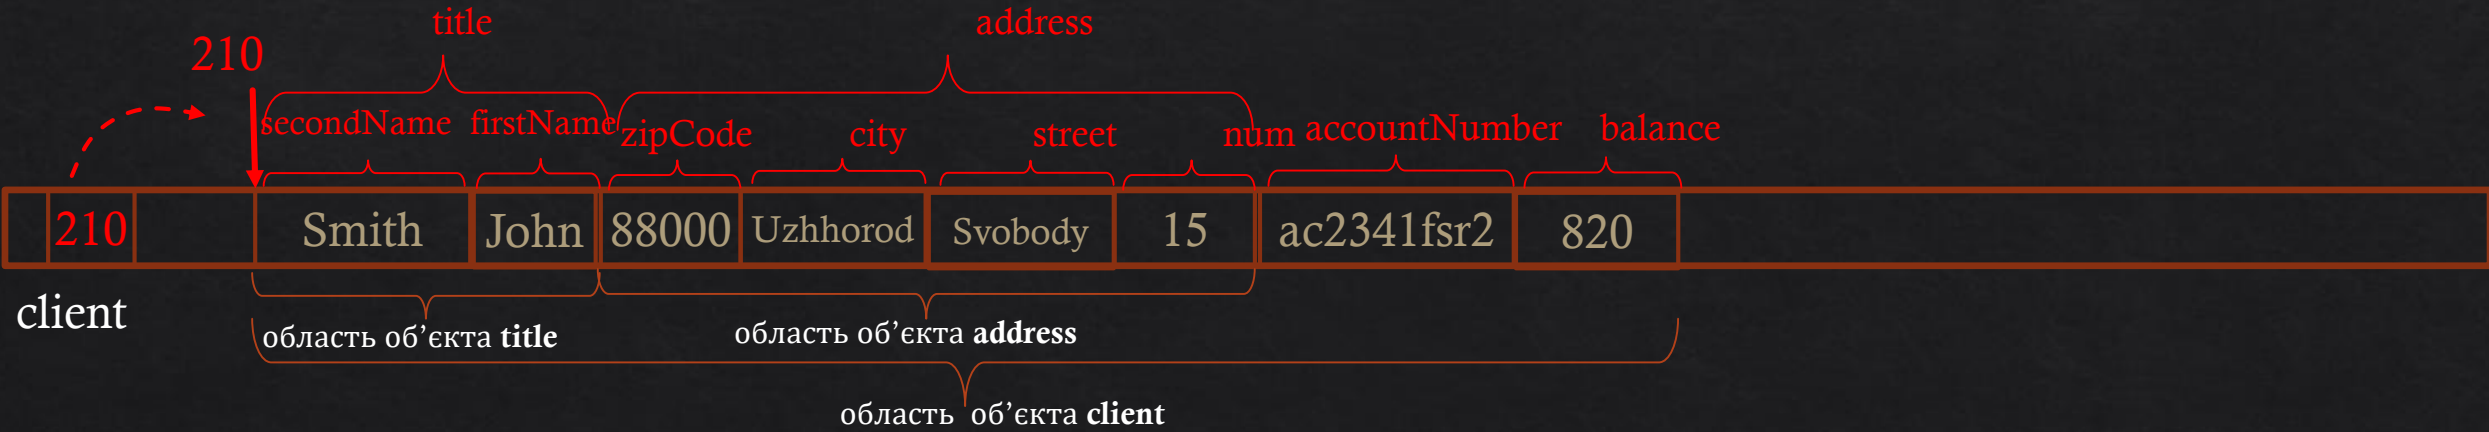 title address
210
secondName firstName zipCode city street num accountNumber balance
210 Smith John 88000 Uzhhorod Svobody 15 ac2341fsr2 820
client
область об’єкта title область об’єкта address
область об’єкта client